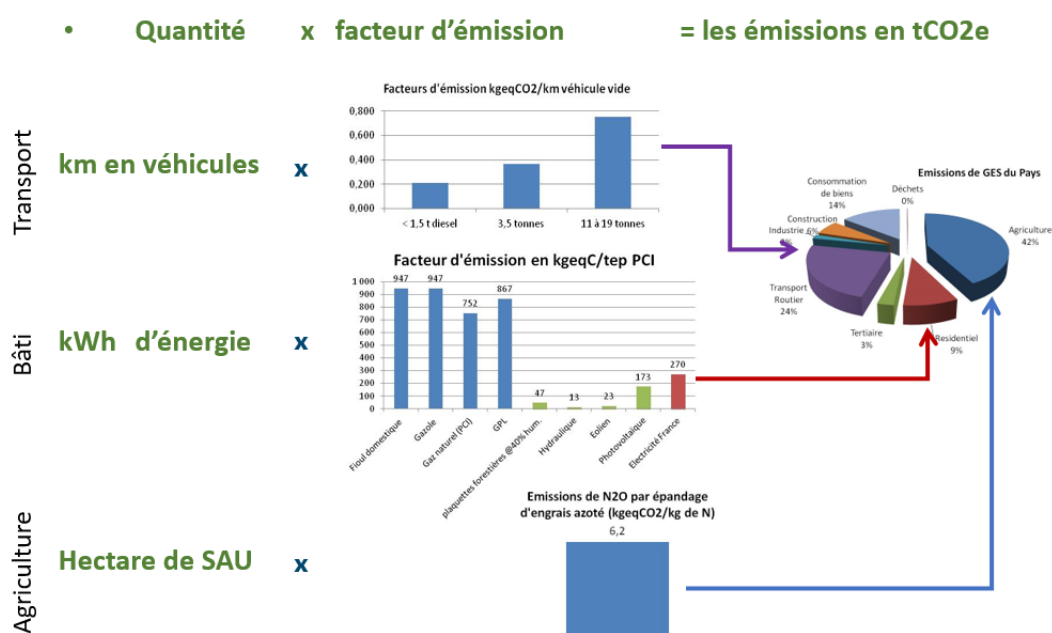 • Quantité x facteur d'émission = les émissions en tCO2e
Transport
km en véhicules x
Facteurs d'émission kgeqCO2/km véhicule vide
0,800
0,600
0,400
0,200
0,000
< 1,5 t diesel 3,5 tonnes 11 à 19 tonnes
Emissions de GES du Pays
Déchets
0%
Consommation
de biens
14%
Construction
6%
Industrie
Agriculture
42%
Transport
Routier
24%
Tertiaire
3%
Residentiel
9%
Bâti
kWh d'énergie x
Facteur d'émission en kgeqC/tep PCI
1 000
900
800
700
600
500
400
300
200
100
0
947 947 752 867 47 13 23 173 270
Fioul domestique
Gazole
Gaz naturel (PCI)
GPL
plaquettes forestières @40% hum.
Hydraulique
Eolien
Photovoltaïque
Electricité France
Agriculture
Hectare de SAU x
Emissions de N2O par épandage
d'engrais azoté (kgeqCO2/kg de N)
6,2